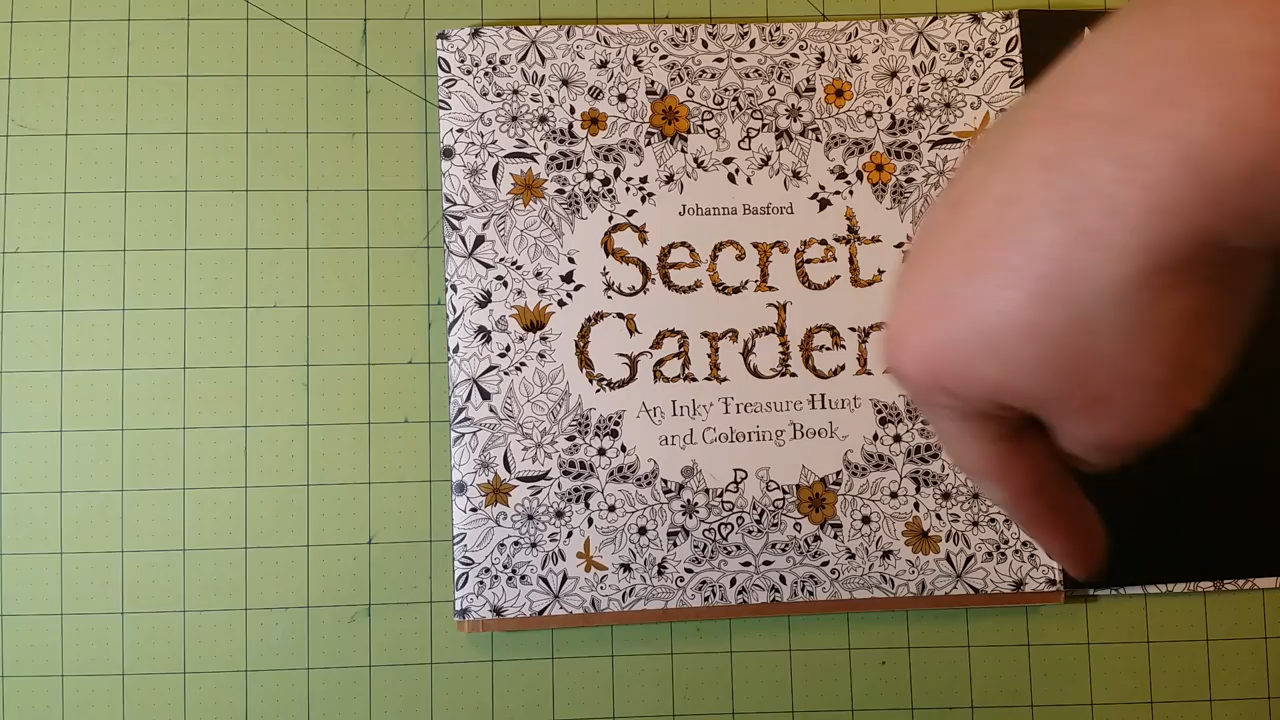 Johanna Basford
Secret
Garden
An Inky Treasure Hunt
and Coloring Book